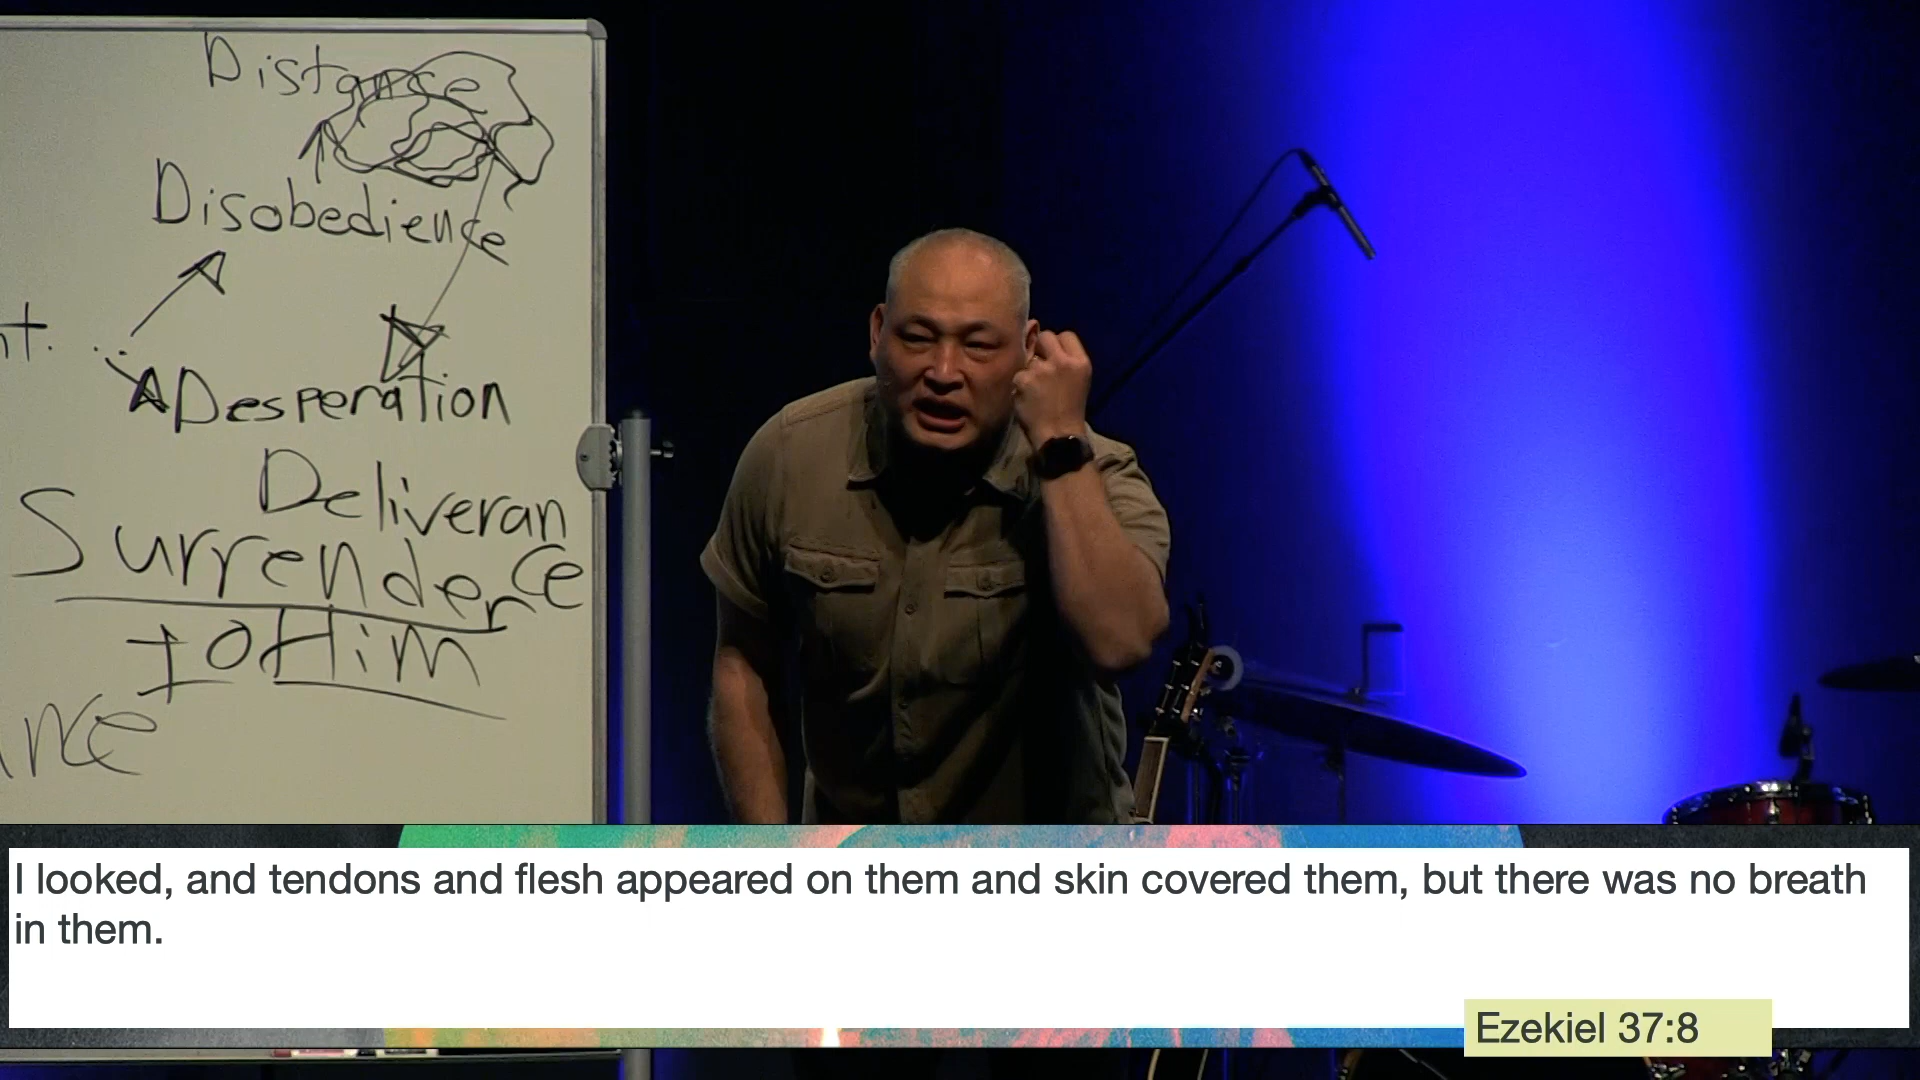 Distance
Disobedience
nt.
Desperation
Deliverance
Surrender
to Him
nce
I looked, and tendons and flesh appeared on them and skin covered them, but there was no breath
in them.
Ezekiel 37:8